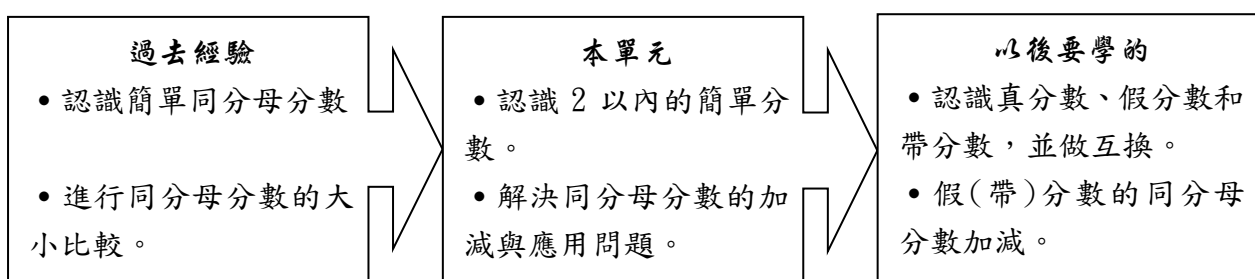 過去經驗
•認識簡單同分母分數
•進行同分母分數的大
小比較。
本單元
•認識 2 以內的簡單分
數。
•解決同分母分數的加
減與應用問題。
以後要學的
•認識真分數、假分數和
帶分數，並做互換。
•假(帶)分數的同分母
分數加減。